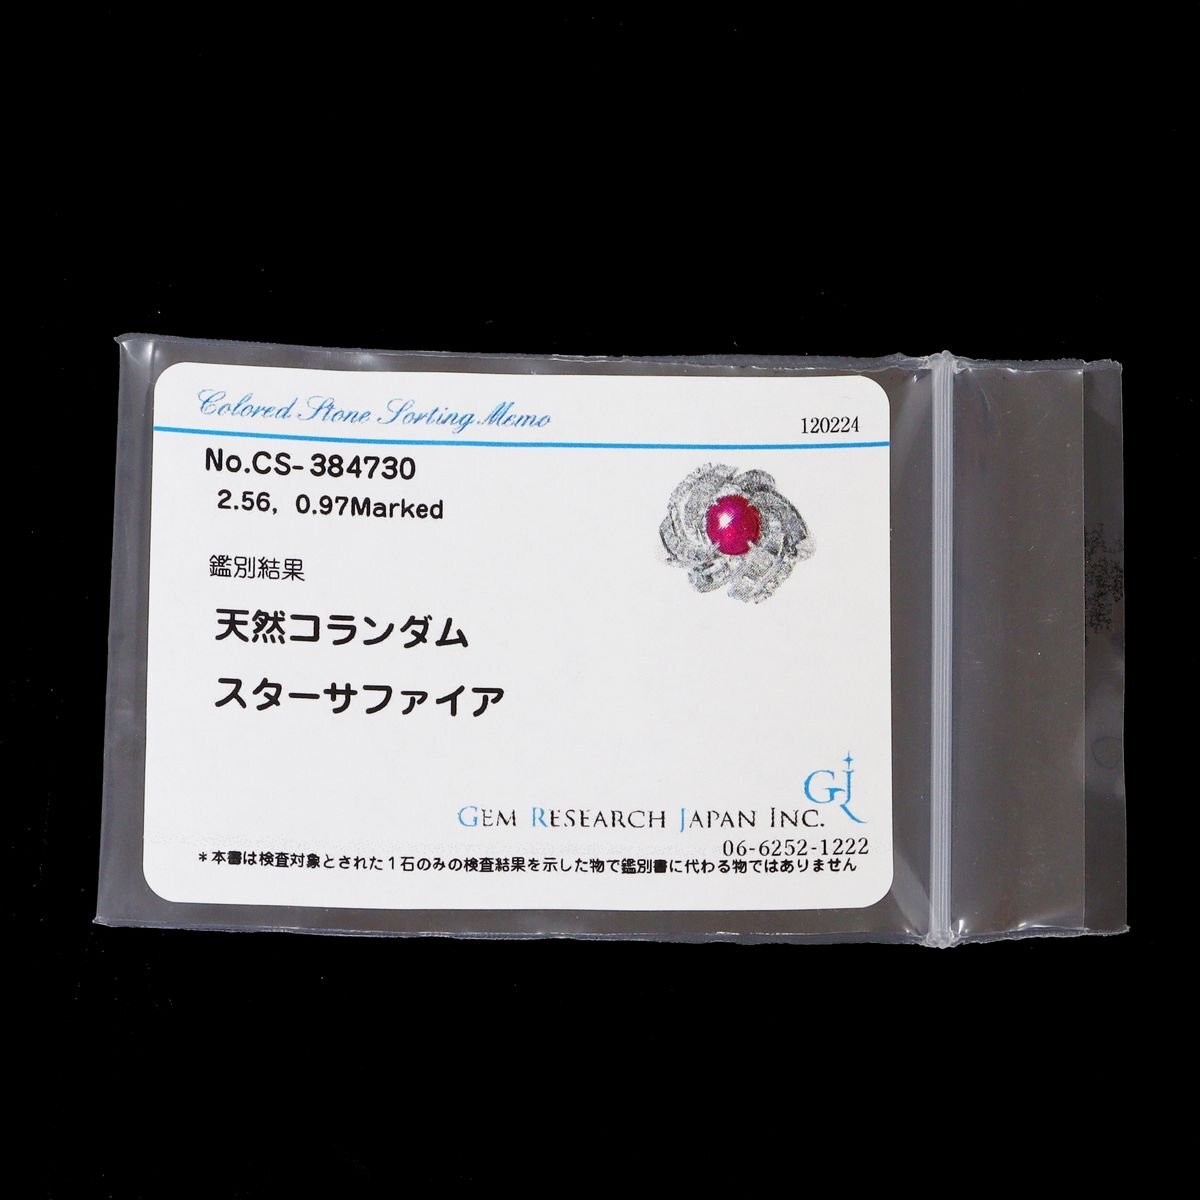 Colored Stone Sorting Memo
120224
No.CS-384730
2.56, 0.97Marked
鑑別結果
天然コランダム
スターサファイア
GJR
GEM RESEARCH JAPAN INC.
06-6252-1222
*本書は検査対象とされた1石のみの検査結果を示した物で鑑別書に代わる物ではありません